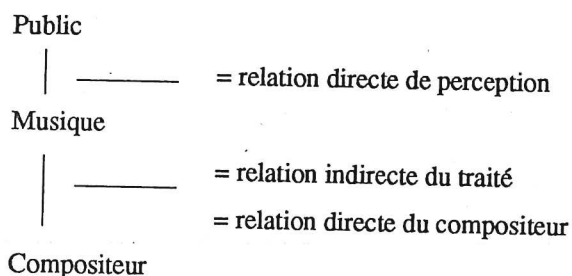 Public
= relation directe de perception
Musique
= relation indirecte du traité
= relation directe du compositeur
Compositeur